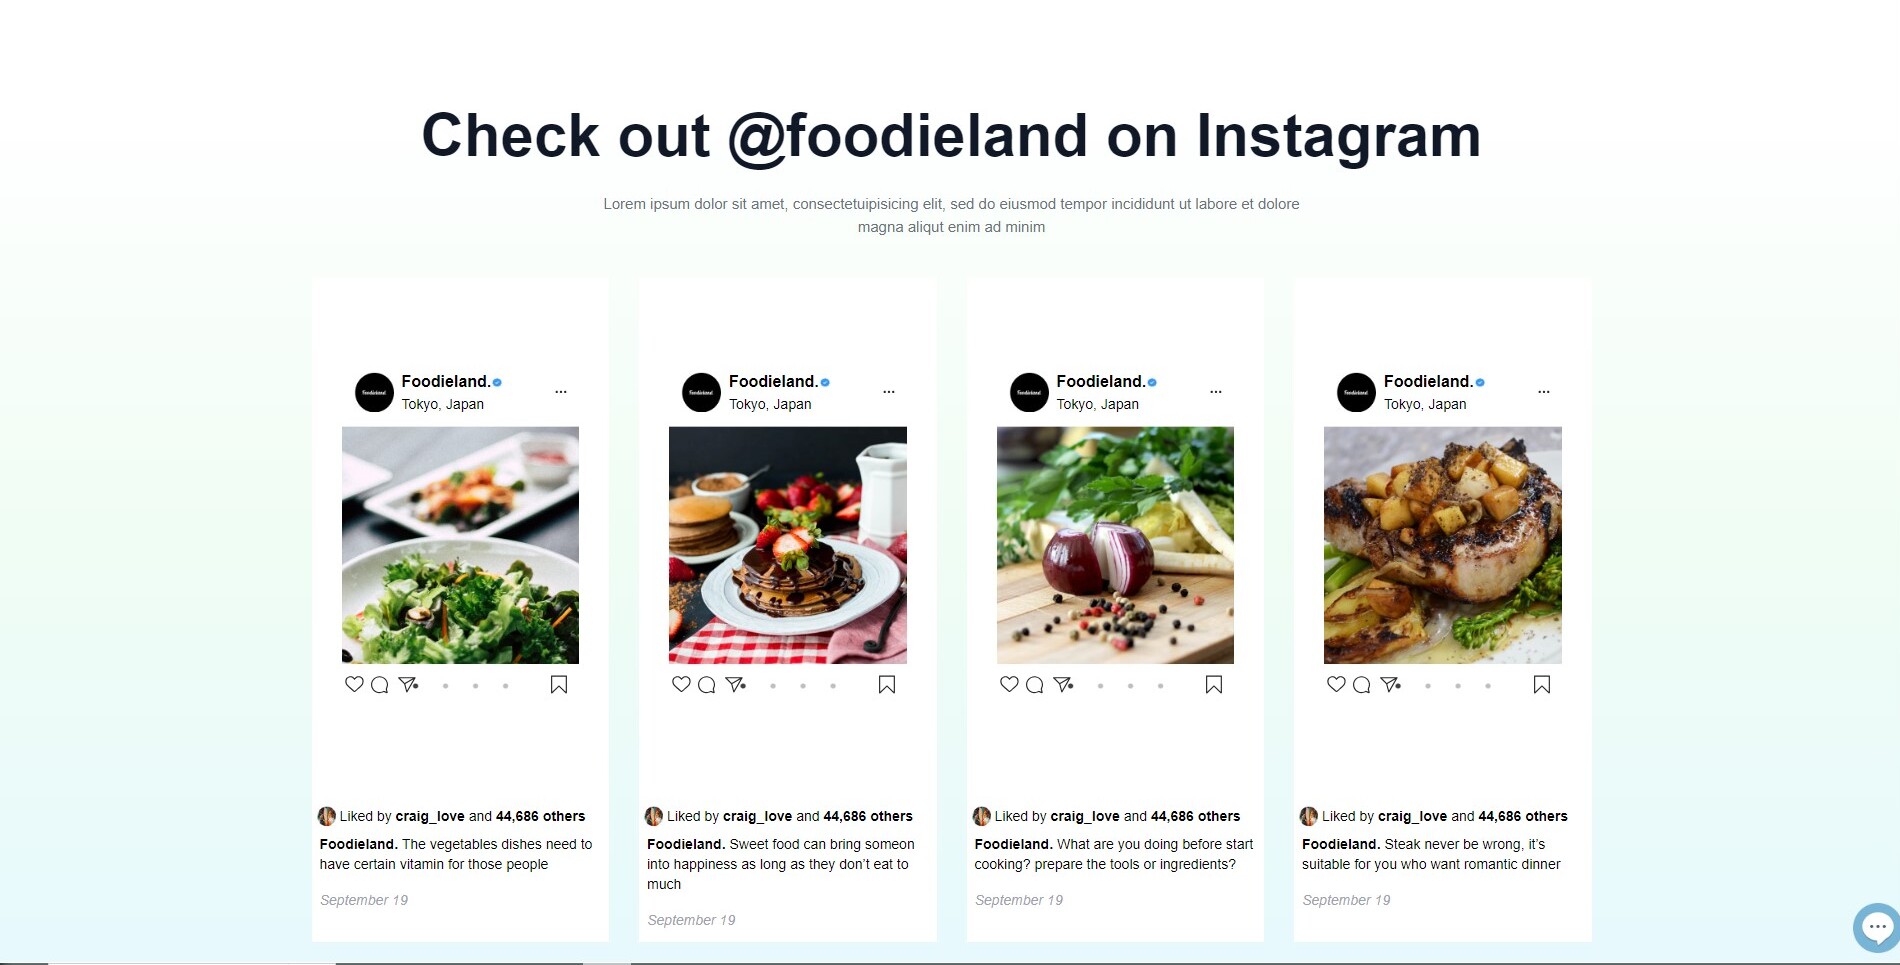 Check out @foodieland on Instagram
Lorem ipsum dolor sit amet, consectetuipisicing elit, sed do eiusmod tempor incididunt ut labore et dolore
magna aliqut enim ad minim
Foodieland.
Tokyo, Japan
Liked by craig_love and 44,686 others
Foodieland. The vegetables dishes need to
have certain vitamin for those people
September 19
Foodieland.
Tokyo, Japan
Liked by craig_love and 44,686 others
Foodieland. Sweet food can bring someon
into happiness as long as they don’t eat to
much
September 19
Foodieland.
Tokyo, Japan
Liked by craig_love and 44,686 others
Foodieland. What are you doing before start
cooking? prepare the tools or ingredients?
September 19
Foodieland.
Tokyo, Japan
Liked by craig_love and 44,686 others
Foodieland. Steak never be wrong, it’s
suitable for you who want romantic dinner
September 19